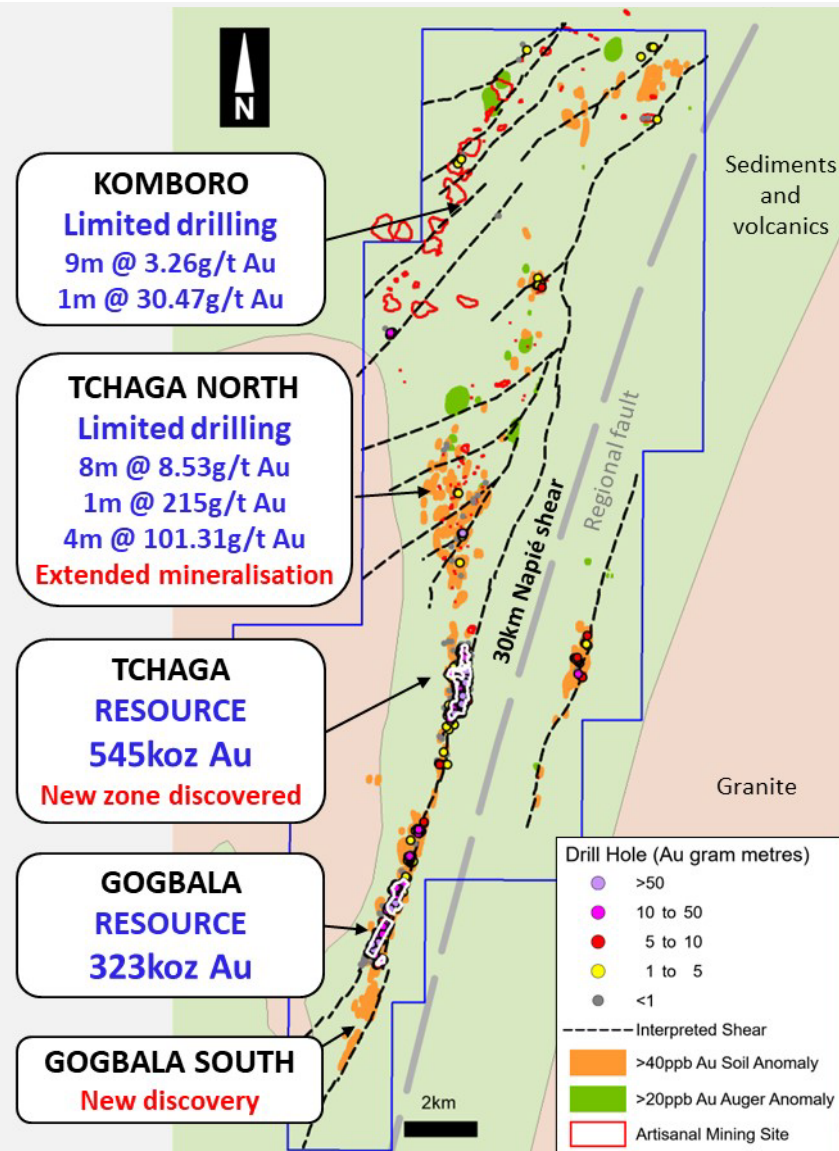 N
KOMBORO
Limited drilling
9m @ 3.26g/t Au
1m @ 30.47g/t Au
Sediments
and
volcanics
TCHAGA NORTH
Limited drilling
8m @ 8.53g/t Au
1m @ 215g/t Au
4m @ 101.31g/t Au
Extended mineralisation
Regional fault
30km Napié shear
TCHAGA
RESOURCE
545koz Au
New zone discovered
Granite
GOGBALA
RESOURCE
323koz Au
GOGBALA SOUTH
New discovery
2km
Drill Hole (Au gram metres)
>50
10 to 50
5 to 10
1 to 5
<1
Interpreted Shear
>40ppb Au Soil Anomaly
>20ppb Au Auger Anomaly
Artisanal Mining Site